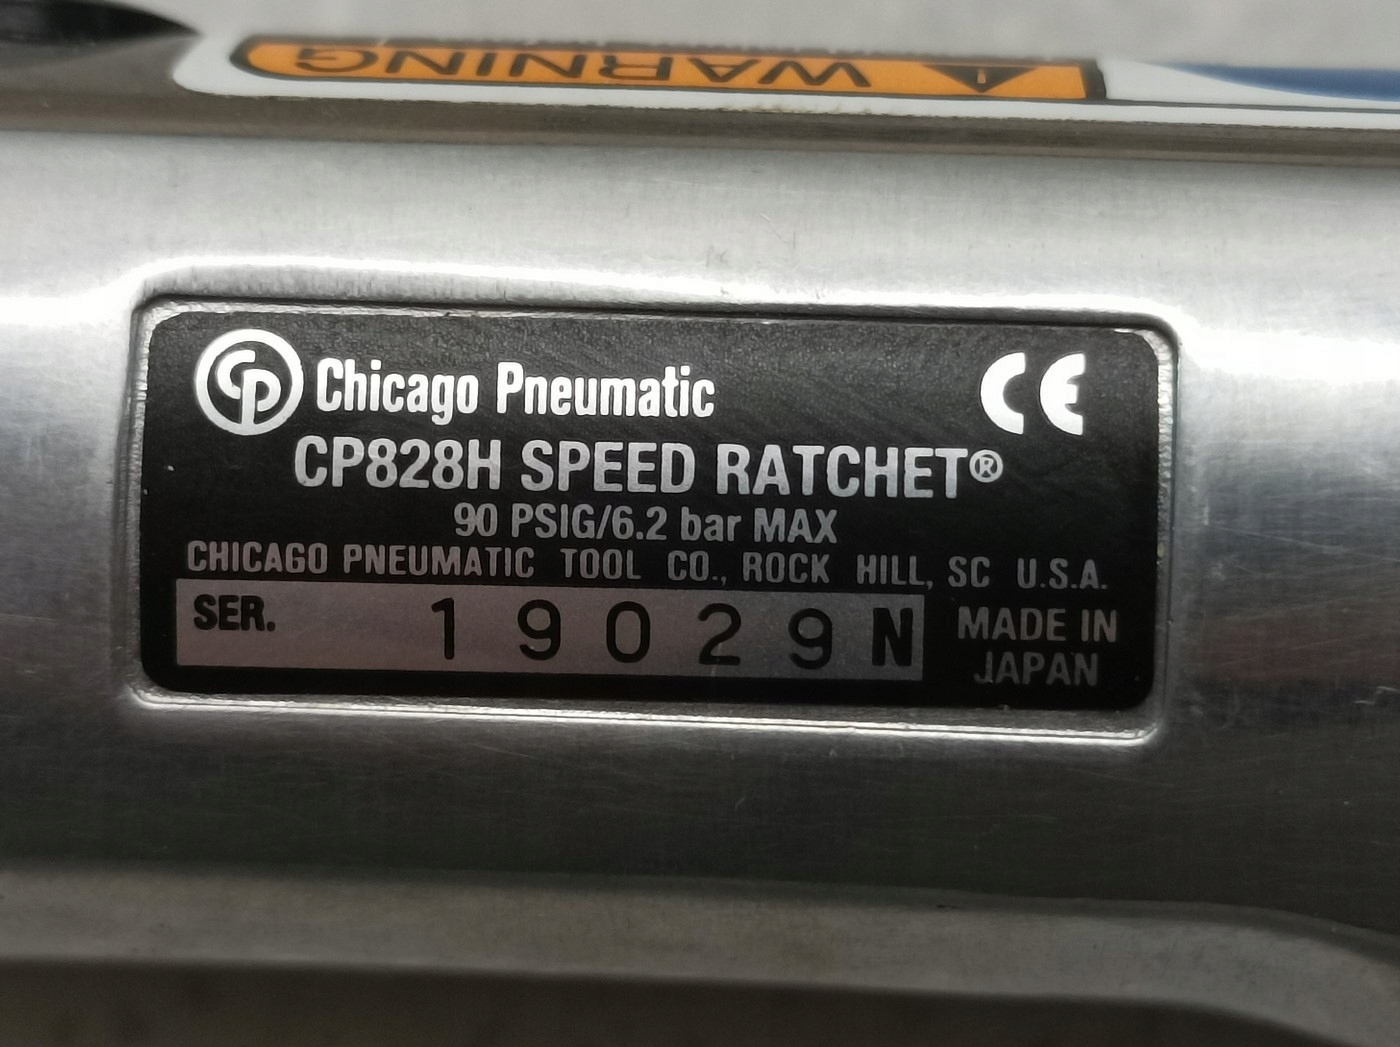 WARNING
CP Chicago Pneumatic CE
CP828H SPEED RATCHET®
90 PSIG/6.2 bar MAX
CHICAGO PNEUMATIC TOOL CO., ROCK HILL, SC U.S.A.
SER. 19029N MADE IN
JAPAN